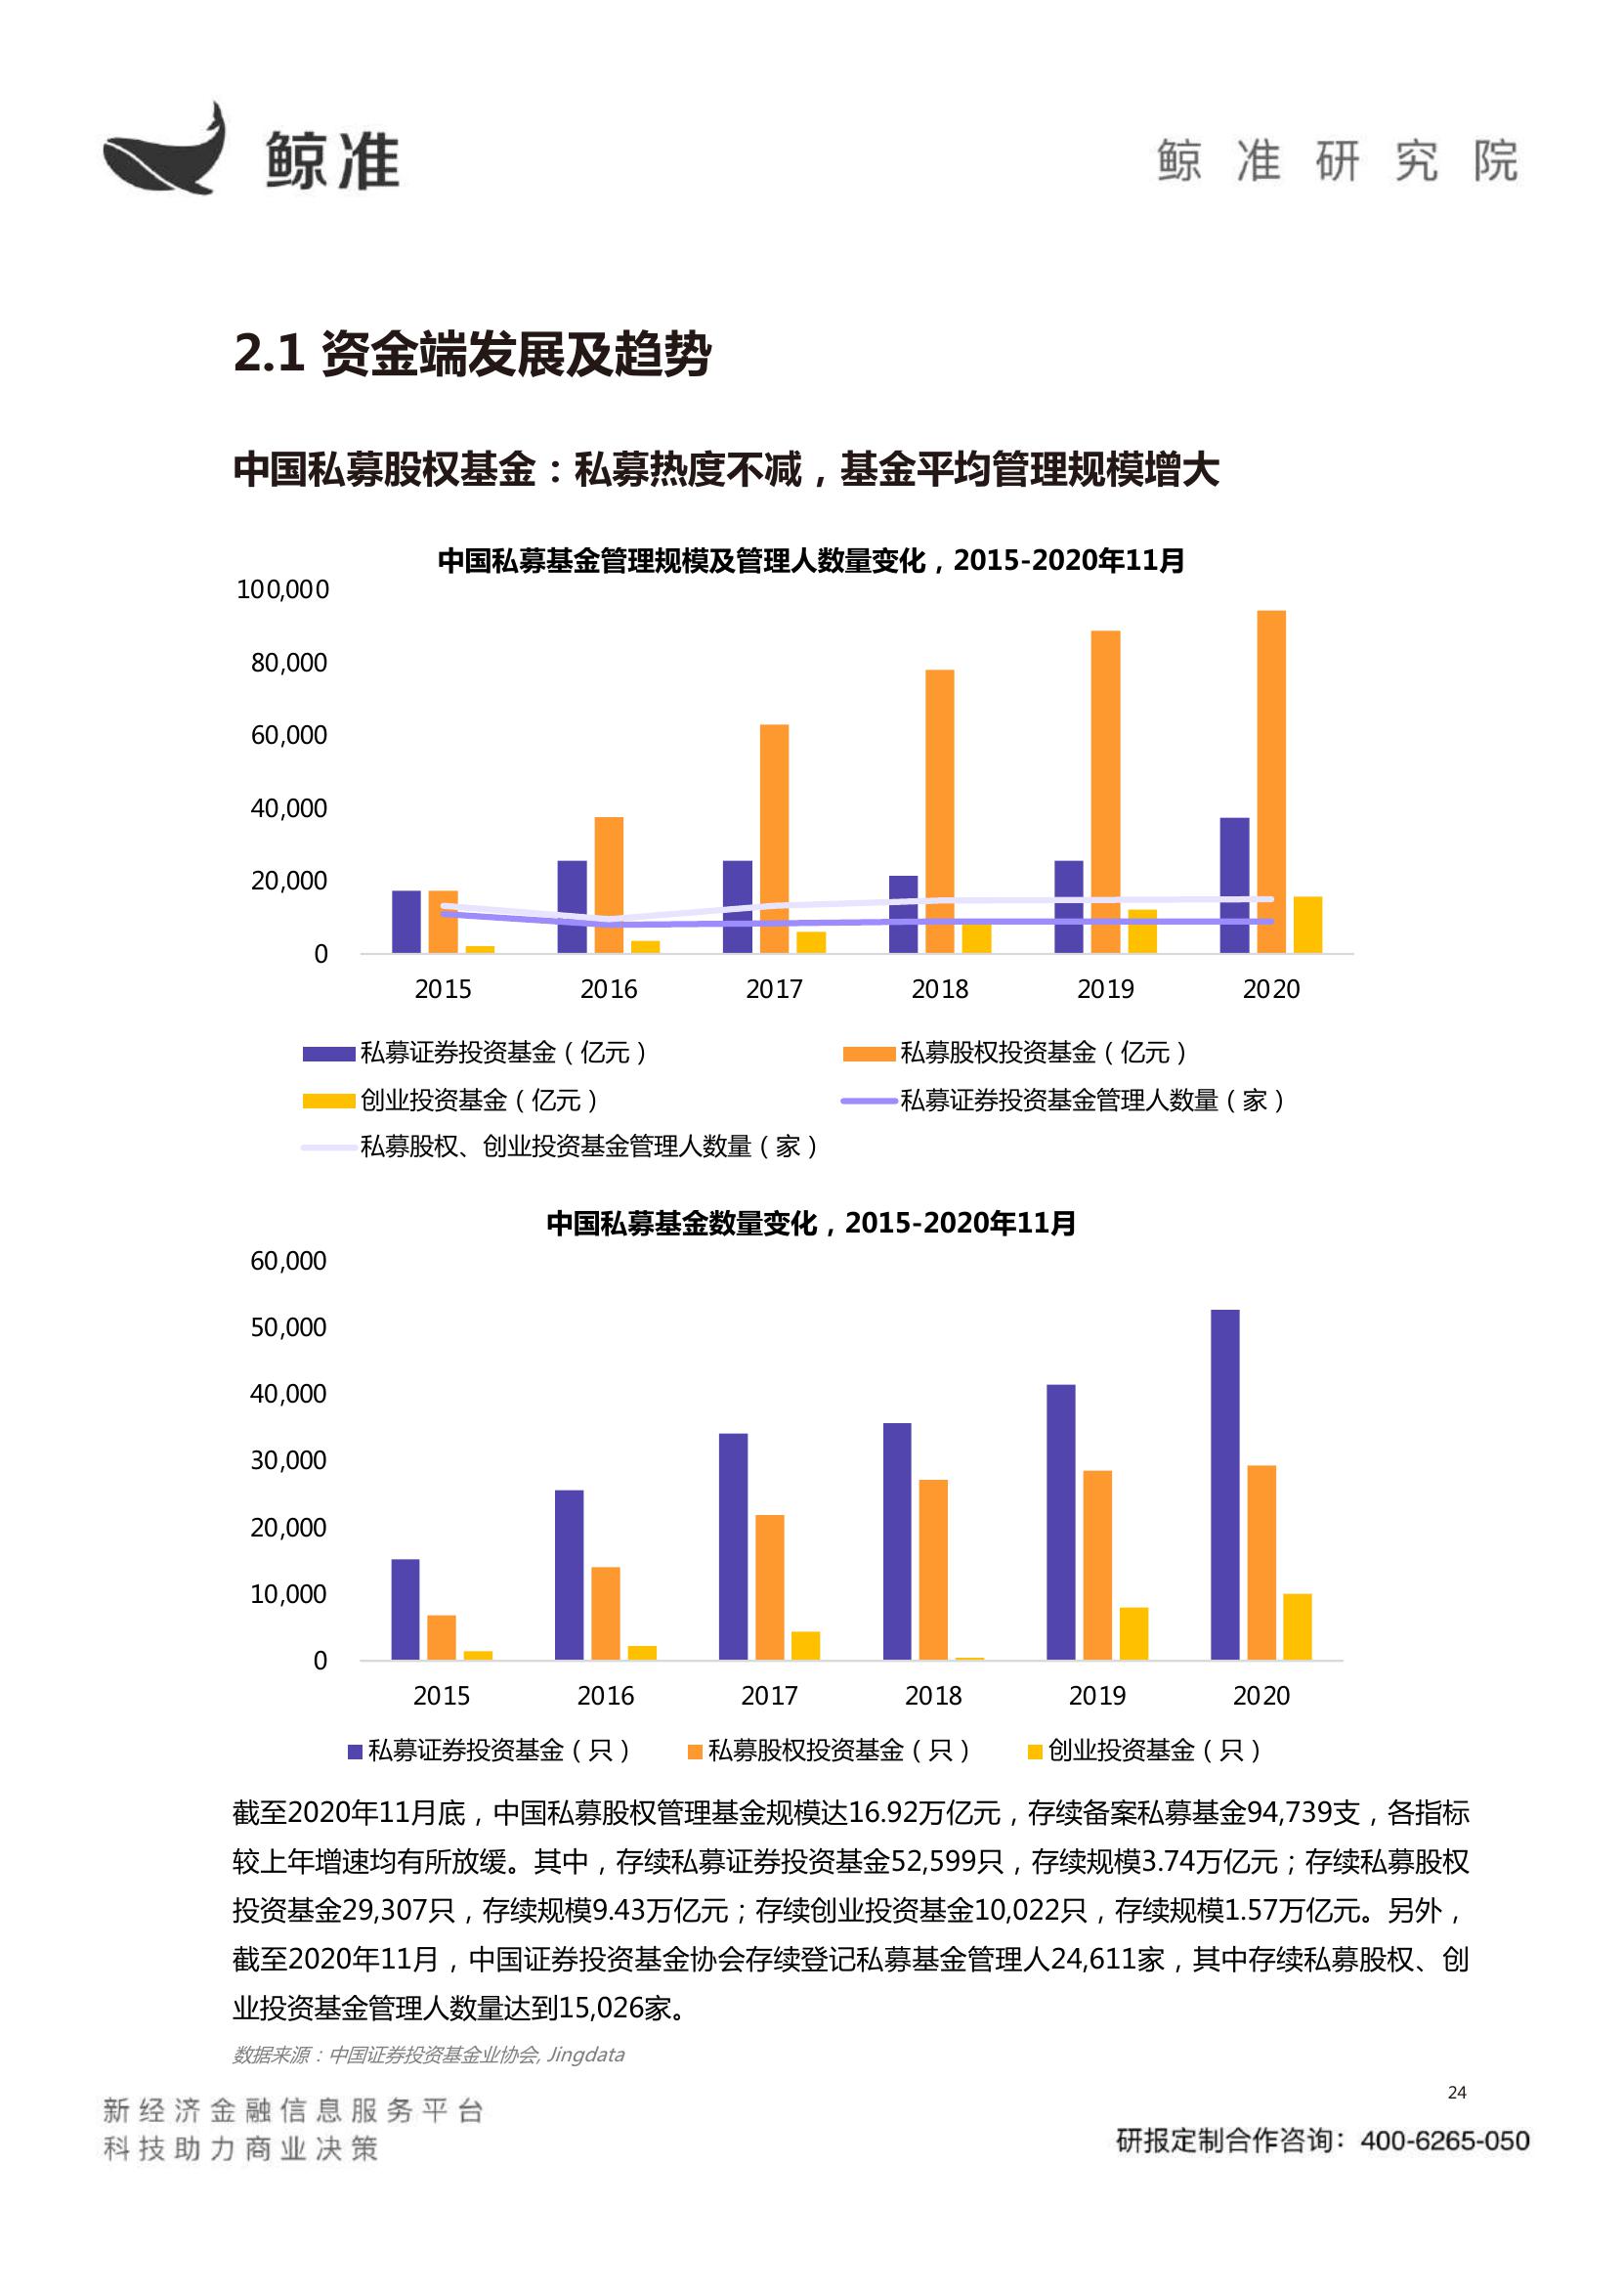 鲸准
鲸准研究院
2.1 资金端发展及趋势
中国私募股权基金：私募热度不减，基金平均管理规模增大
中国私募基金管理规模及管理人数量变化，2015-2020年11月
100,000
80,000
60,000
40,000
20,000
0
2015 2016 2017 2018 2019 2020
私募证券投资基金（亿元） 私募股权投资基金（亿元）
创业投资基金（亿元） 私募证券投资基金管理人数量（家）
私募股权、创业投资基金管理人数量（家）
中国私募基金数量变化，2015-2020年11月
60,000
50,000
40,000
30,000
20,000
10,000
0
2015 2016 2017 2018 2019 2020
私募证券投资基金（只） 私募股权投资基金（只） 创业投资基金（只）
截至2020年11月底，中国私募股权管理基金规模达16.92万亿元，存续备案私募基金94,739支，各指标
较上年增速均有所放缓。其中，存续私募证券投资基金52,599只，存续规模3.74万亿元；存续私募股权
投资基金29,307只，存续规模9.43万亿元；存续创业投资基金10,022只，存续规模1.57万亿元。另外，
截至2020年11月，中国证券投资基金协会存续登记私募基金管理人24,611家，其中存续私募股权、创
业投资基金管理人数量达到15,026家。
数据来源：中国证券投资基金业协会, Jingdata
24
新经济金融信息服务平台
科技助力商业决策
研报定制合作咨询：400-6265-050